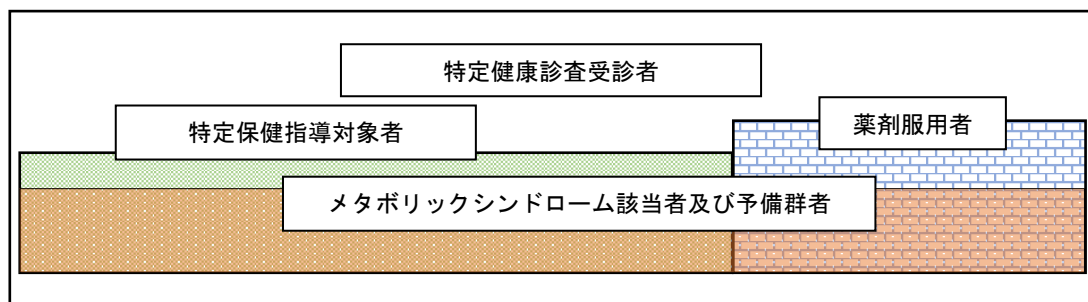 特定健康診査受診者
特定保健指導対象者
薬剤服用者
メタボリックシンドローム該当者及び予備群者